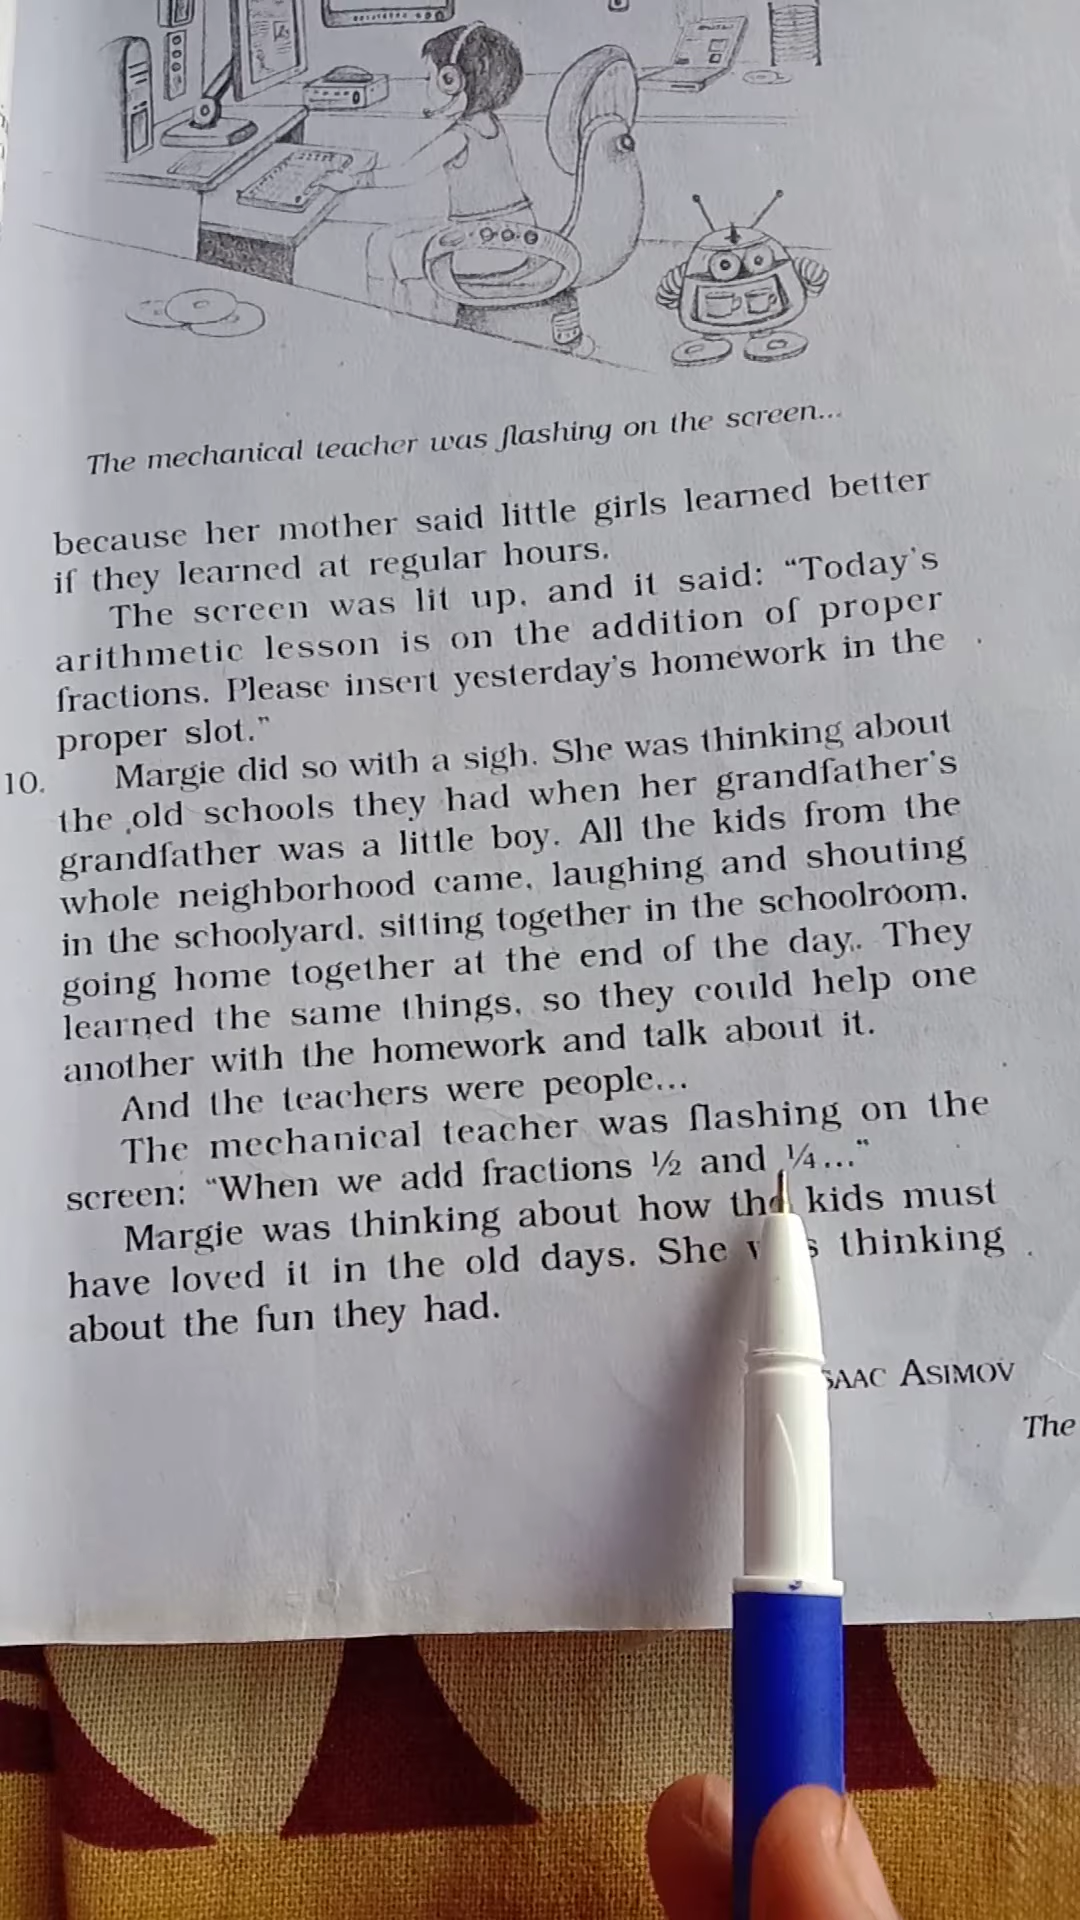 The mechanical teacher was flashing on the screen...
because her mother said little girls learned better
if they learned at regular hours.
The screen was lit up, and it said: “Today's
arithmetic lesson is on the addition of proper
fractions. Please insert yesterday's homework in the
proper slot.”
10. Margie did so with a sigh. She was thinking about
the old schools they had when her grandfather's
grandfather was a little boy. All the kids from the
whole neighborhood came, laughing and shouting
in the schoolyard, sitting together in the schoolroom,
going home together at the end of the day. They
learned the same things, so they could help one
another with the homework and talk about it.
And the teachers were people...
The mechanical teacher was flashing on the
screen: “When we add fractions ½ and ¼...”
Margie was thinking about how the kids must
have loved it in the old days. She thinking
about the fun they had.
ASIMOV
The